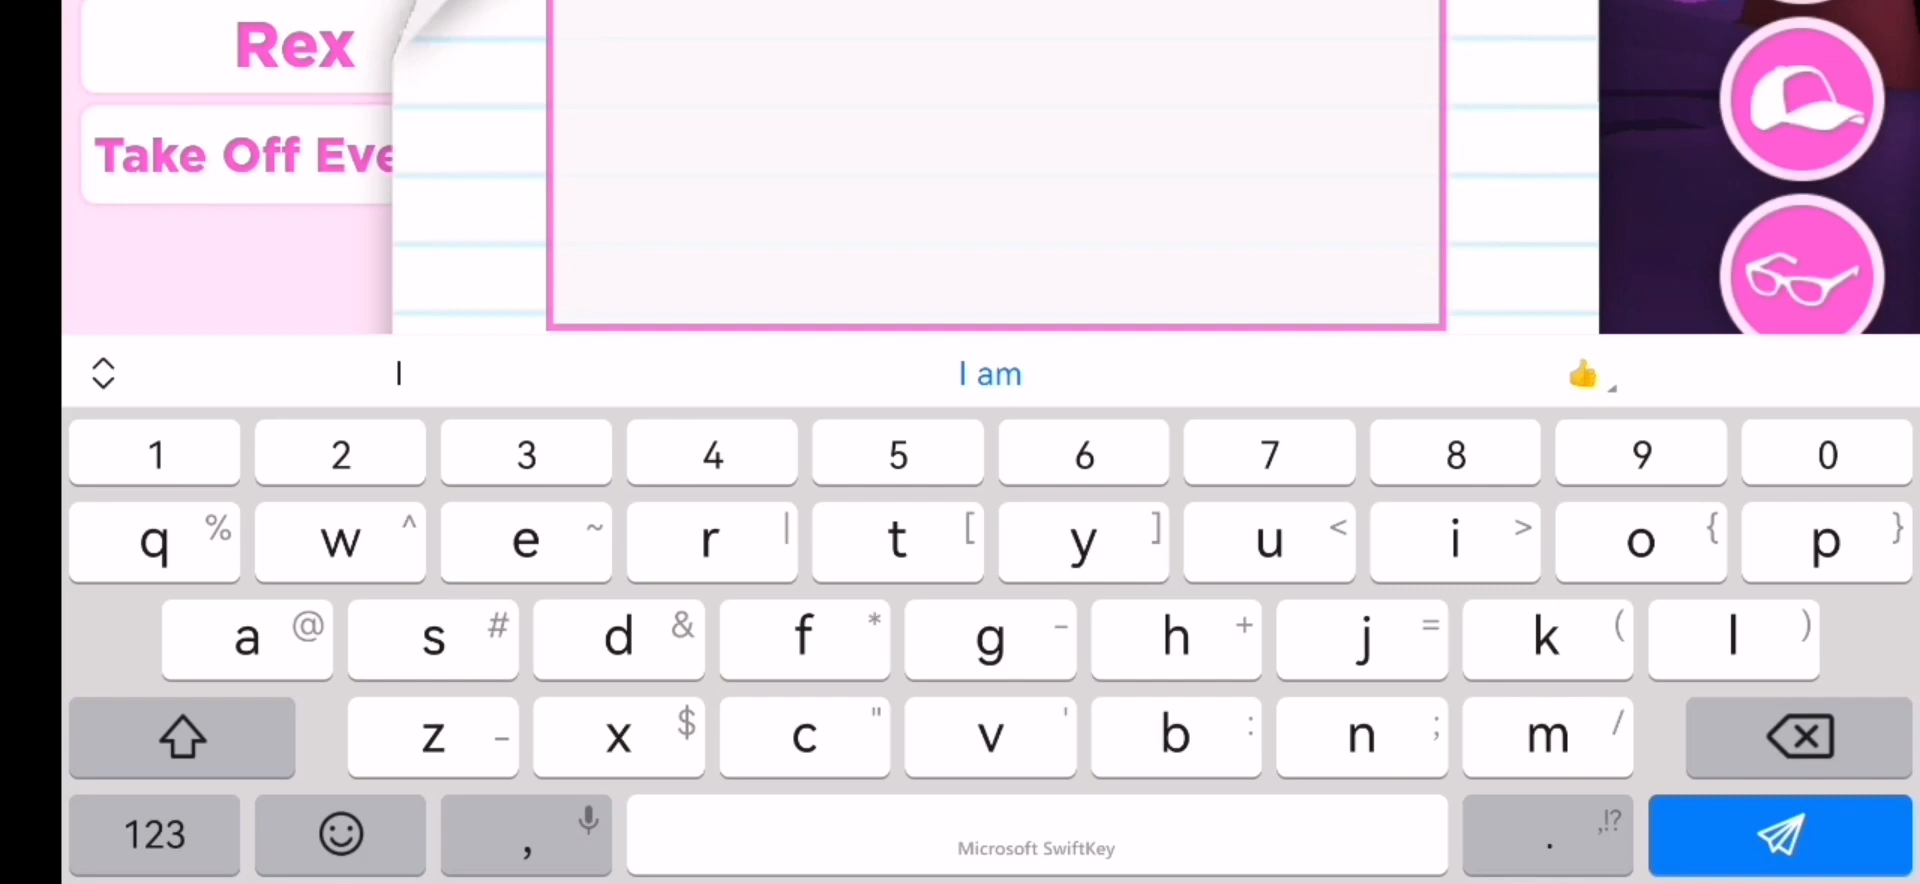 Rex
Take Off Eve
I I am 👍
1 2 3 4 5 6 7 8 9 0
q % w ^ e ~ r | t [ y ] u < i > o { p }
a @ s # d & f * g - h + j = k ( l )
z _ x $ c " v ' b : n ; m /
123 , Microsoft SwiftKey . ,!?